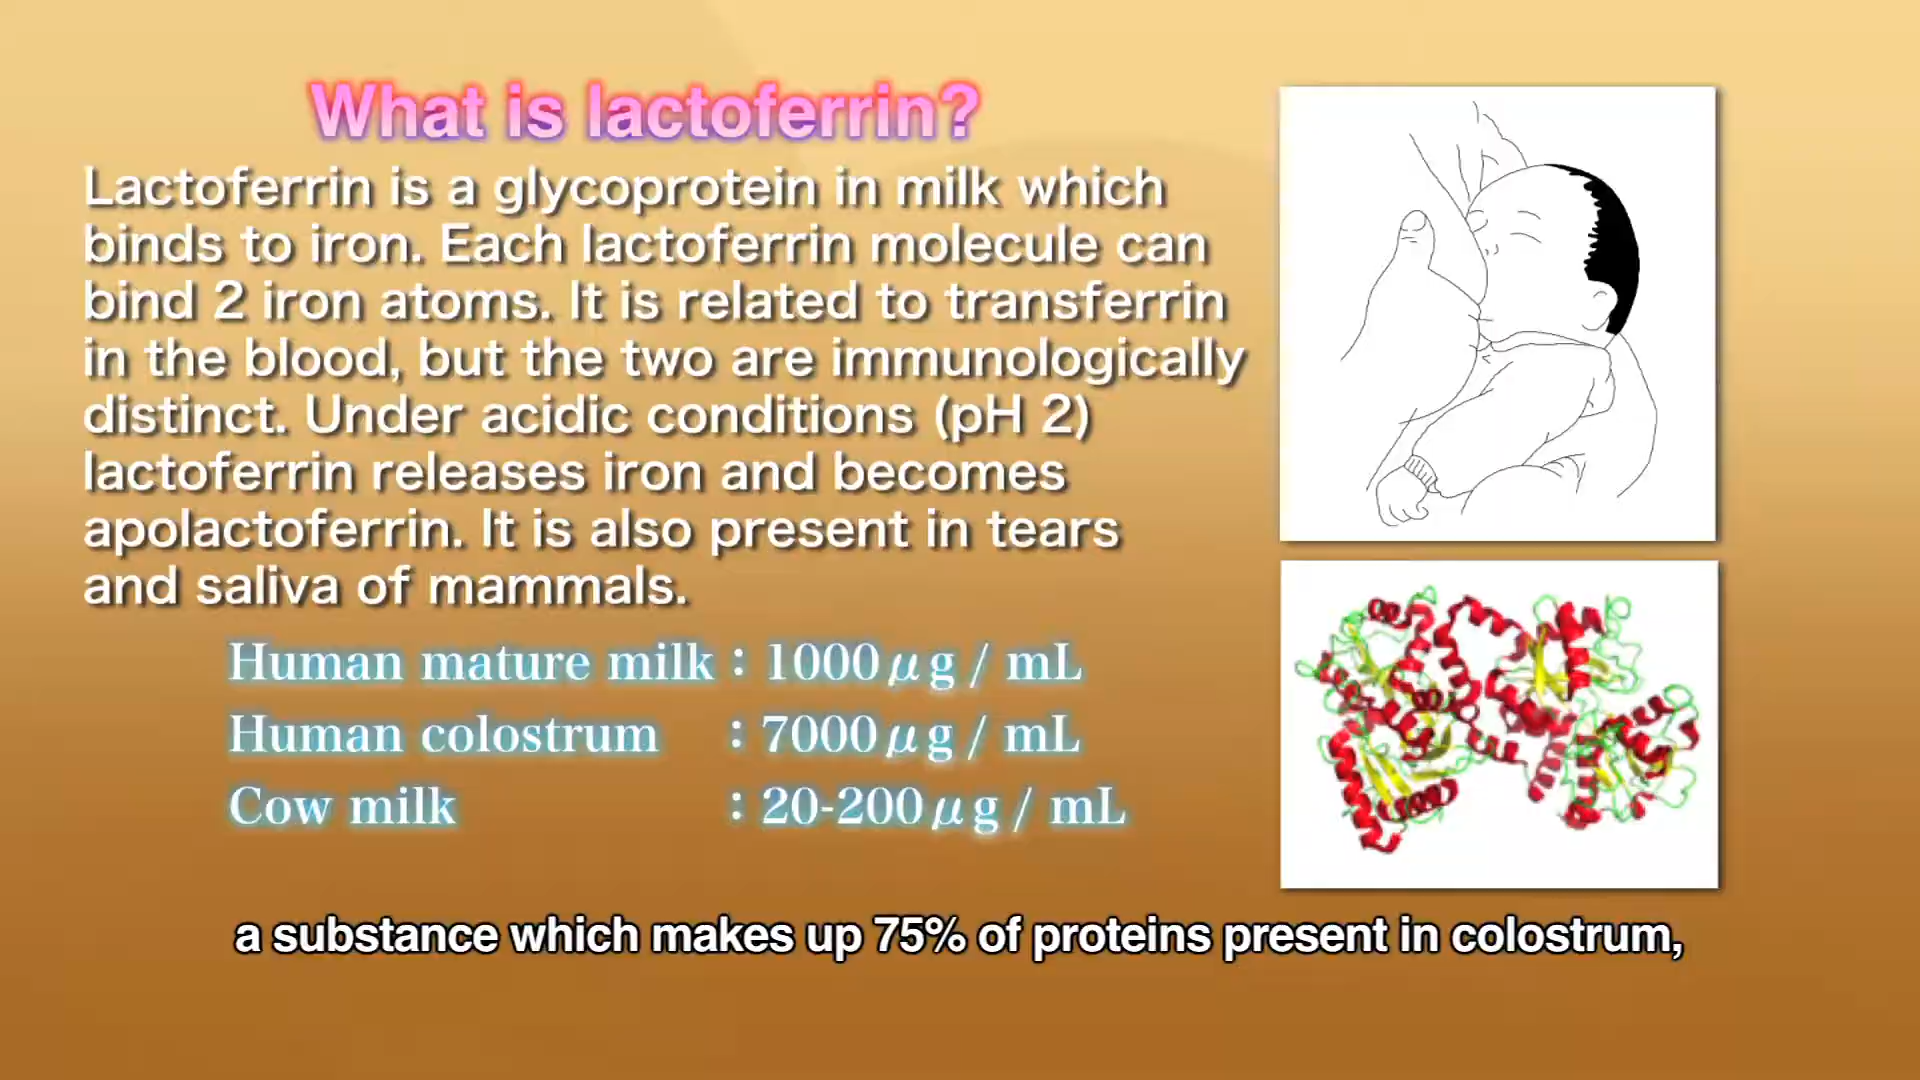 What is lactoferrin?
Lactoferrin is a glycoprotein in milk which
binds to iron. Each lactoferrin molecule can
bind 2 iron atoms. It is related to transferrin
in the blood, but the two are immunologically
distinct. Under acidic conditions (pH 2)
lactoferrin releases iron and becomes
apolactoferrin. It is also present in tears
and saliva of mammals.
Human mature milk : 1000μg / mL
Human colostrum : 7000μg / mL
Cow milk : 20-200μg / mL
a substance which makes up 75% of proteins present in colostrum,